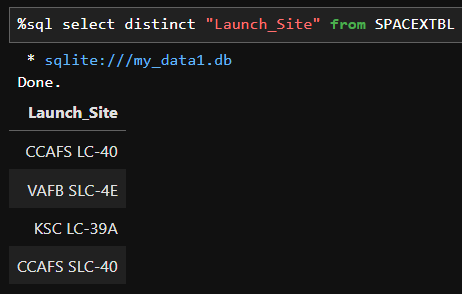 %sql select distinct "Launch_Site" from SPACEXTBL
* sqlite:///my_data1.db
Done.
Launch_Site
CCAFS LC-40
VAFB SLC-4E
KSC LC-39A
CCAFS SLC-40